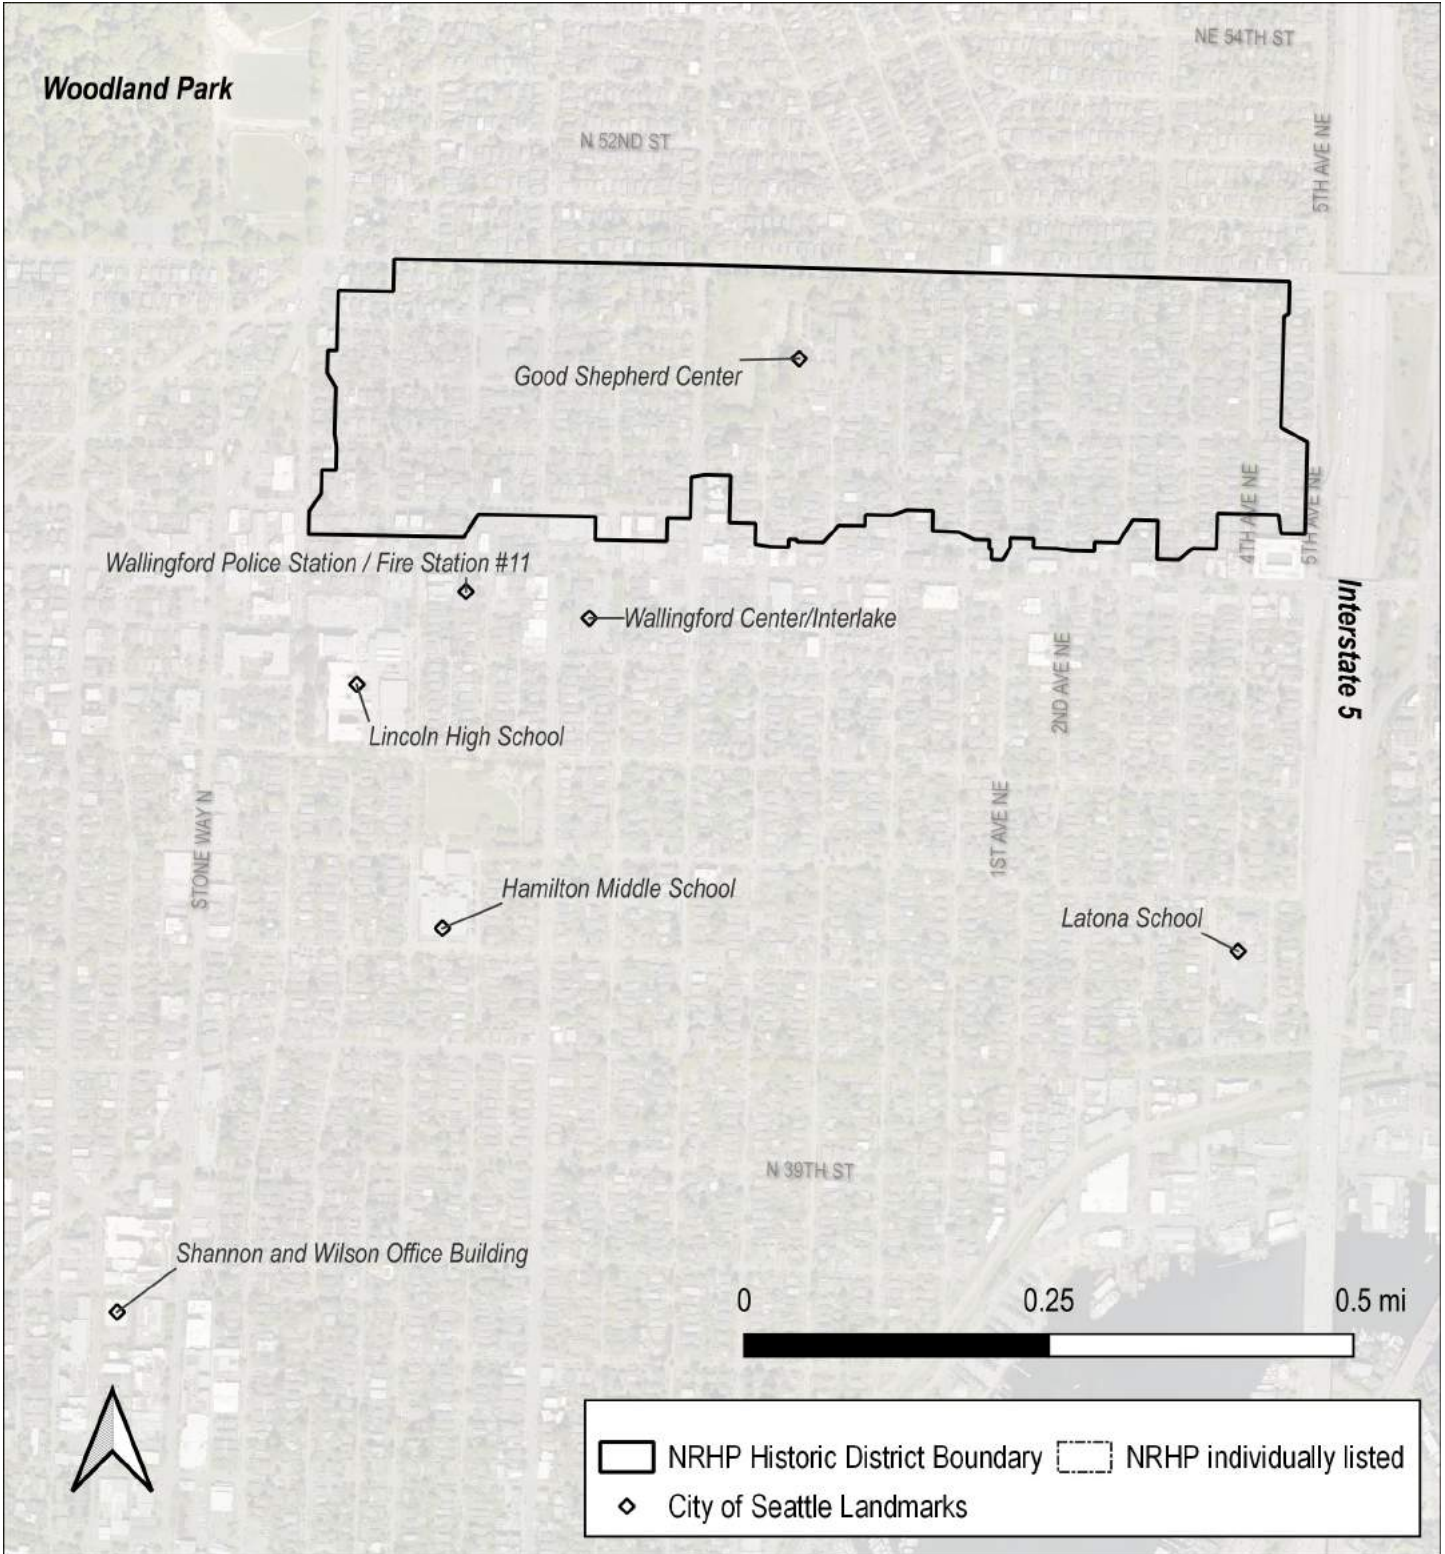 NE 54TH ST
Woodland Park
N 52ND ST
5TH AVE NE
Good Shepherd Center
4TH AVE NE
5TH AVE NE
Wallingford Police Station / Fire Station #11
Wallingford Center/Interlake
Interstate 5
2ND AVE NE
Lincoln High School
STONE WAY N
1ST AVE NE
Hamilton Middle School
Latona School
N 39TH ST
Shannon and Wilson Office Building
0 0.25 0.5 mi
NRHP Historic District Boundary NRHP individually listed
City of Seattle Landmarks